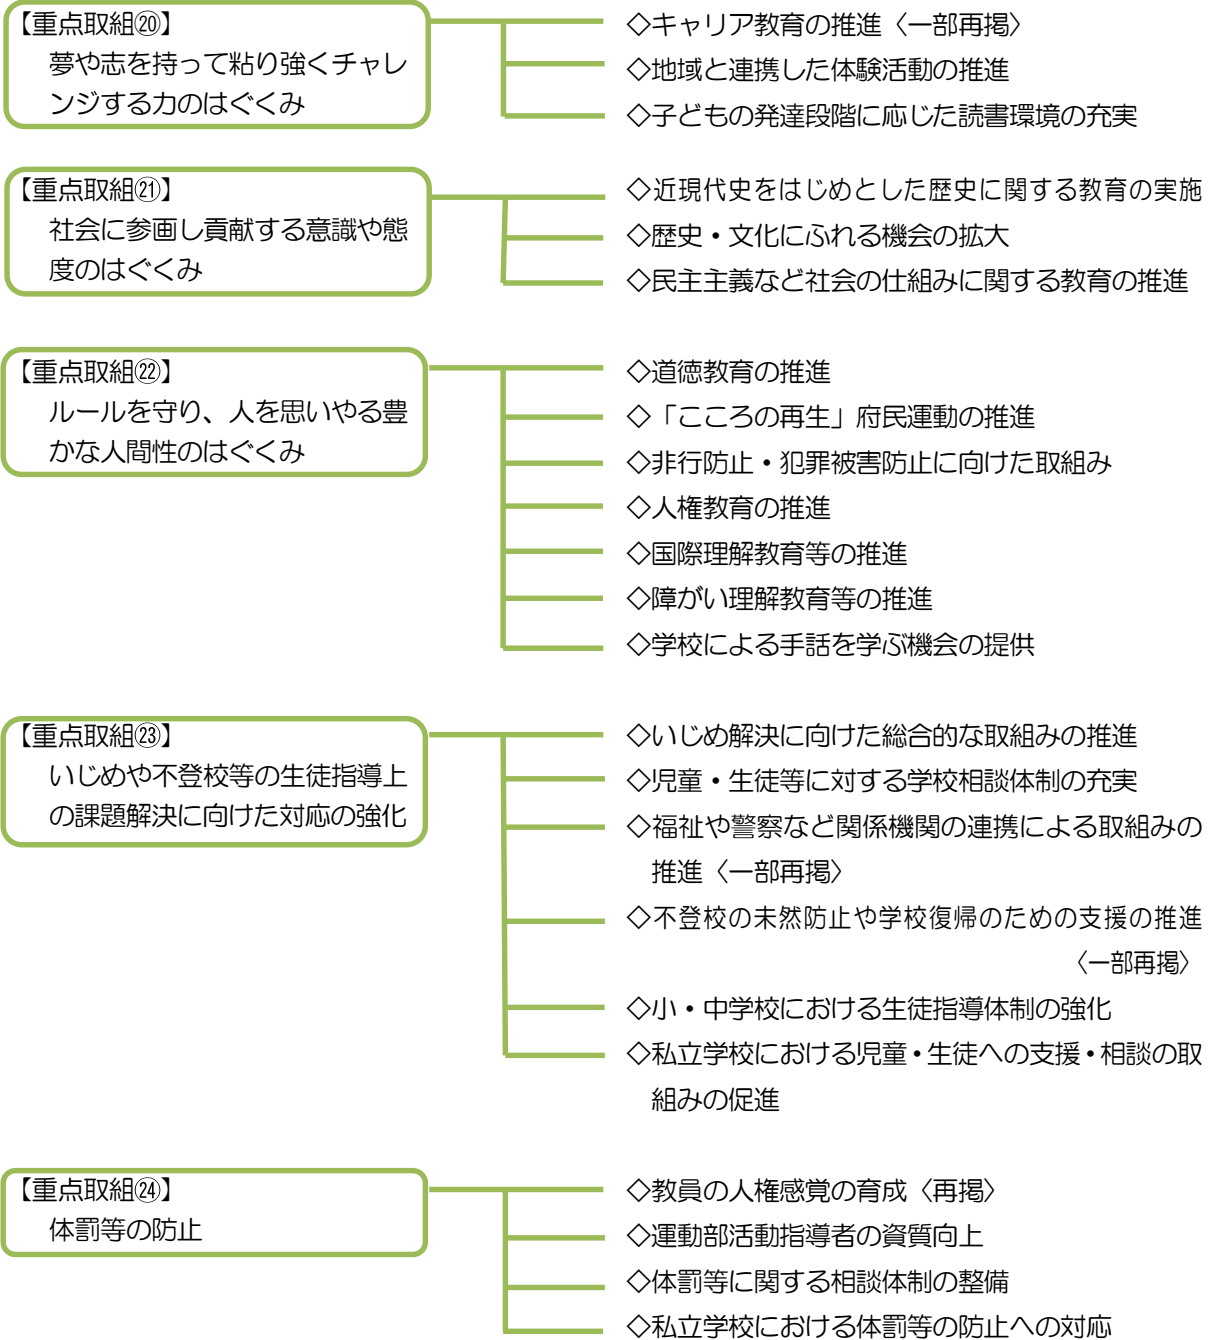 【重点取組⑳】
夢や志を持って粘り強くチャレ
ンジする力のはぐくみ
◇キャリア教育の推進〈一部再掲〉
◇地域と連携した体験活動の推進
◇子どもの発達段階に応じた読書環境の充実
【重点取組㉑】
社会に参画し貢献する意識や態
度のはぐくみ
◇近現代史をはじめとした歴史に関する教育の実施
◇歴史・文化にふれる機会の拡大
◇民主主義など社会の仕組みに関する教育の推進
【重点取組㉒】
ルールを守り、人を思いやる豊
かな人間性のはぐくみ
◇道徳教育の推進
◇「こころの再生」府民運動の推進
◇非行防止・犯罪被害防止に向けた取組み
◇人権教育の推進
◇国際理解教育等の推進
◇障がい理解教育等の推進
◇学校による手話を学ぶ機会の提供
【重点取組㉓】
いじめや不登校等の生徒指導上
の課題解決に向けた対応の強化
◇いじめ解決に向けた総合的な取組みの推進
◇児童・生徒等に対する学校相談体制の充実
◇福祉や警察など関係機関の連携による取組みの
推進〈一部再掲〉
◇不登校の未然防止や学校復帰のための支援の推進
〈一部再掲〉
◇小・中学校における生徒指導体制の強化
◇私立学校における児童・生徒への支援・相談の取
組みの促進
【重点取組㉔】
体罰等の防止
◇教員の人権感覚の育成〈再掲〉
◇運動部活動指導者の資質向上
◇体罰等に関する相談体制の整備
◇私立学校における体罰等の防止への対応